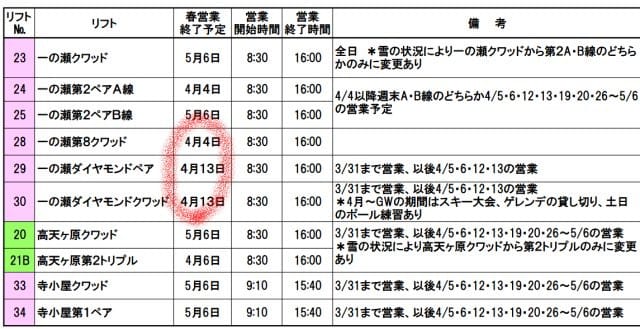 リフト No. リフト 春営業 終了予定 営業 開始時間 営業 終了時間 備 考
23 一の瀬クワッド 5月6日 8:30 16:00 全日 *雪の状況により一の瀬クワッドから第2A・B線のどちら
かのみに変更あり
24 一の瀬第2ペアA線 4月4日 8:30 16:00 4/4以降週末A・B線のどちらか4/5・6・12・13・19・20・26～5/6
の営業予定
25 一の瀬第2ペアB線 5月6日 8:30 16:00
28 一の瀬第8クワッド 4月4日 8:30 16:00
29 一の瀬ダイヤモンドペア 4月13日 8:30 16:00 3/31まで営業、以後4/5・6・12・13の営業
30 一の瀬ダイヤモンドクワッド 4月13日 8:30 16:00 3/31まで営業、以後4/5・6・12・13の営業
*4月～GWの期間はスキー大会、ゲレンデの貸し切り、土日
のポール練習あり
20 高天ヶ原クワッド 5月6日 8:30 16:00 3/31まで営業、以後4/5・6・12・13・19・20・26～5/6の営業
*雪の状況により高天ヶ原クワッドから第2トリプルのみに変更
あり
21B 高天ヶ原第2トリプル 4月6日 8:30 16:00
33 寺小屋クワッド 5月6日 9:10 15:40 3/31まで営業、以後4/5・6・12・13・19・20・26～5/6の営業
34 寺小屋第1ペア 5月6日 9:10 15:40 3/31まで営業、以後4/5・6・12・13・19・20・26～5/6の営業